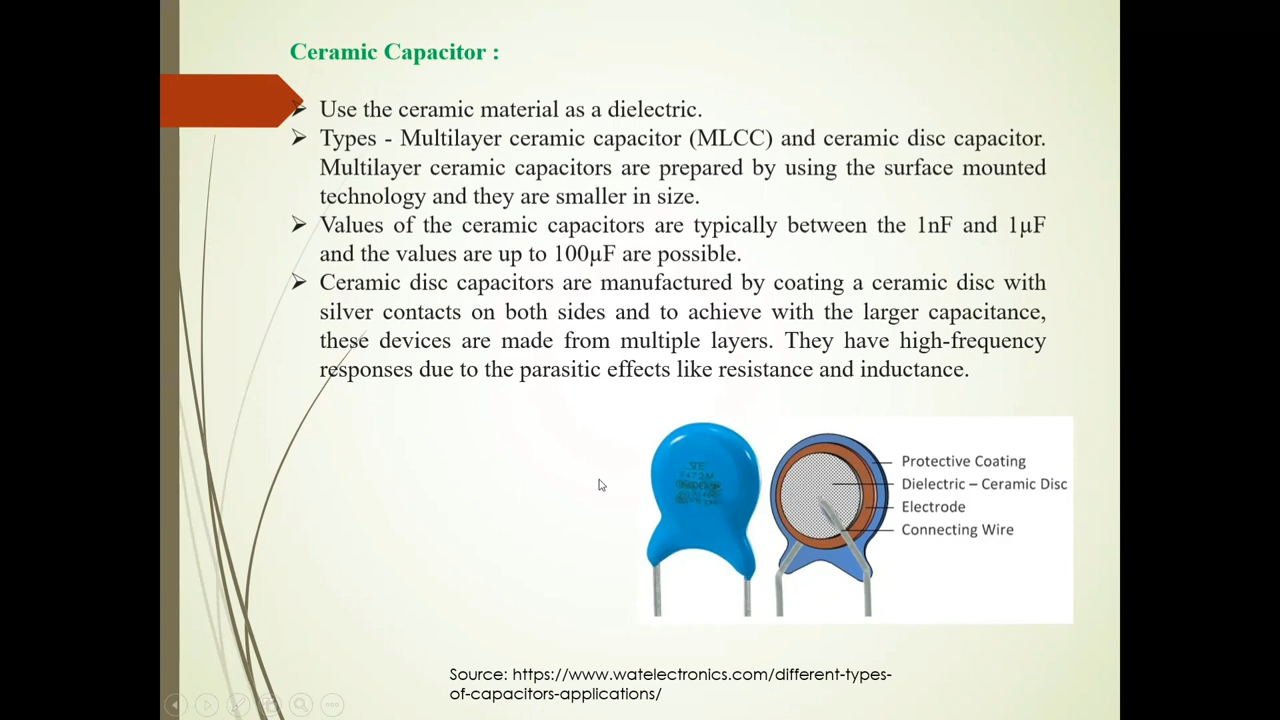 Ceramic Capacitor :
➢ Use the ceramic material as a dielectric.
➢ Types - Multilayer ceramic capacitor (MLCC) and ceramic disc capacitor.
Multilayer ceramic capacitors are prepared by using the surface mounted
technology and they are smaller in size.
➢ Values of the ceramic capacitors are typically between the 1nF and 1µF
and the values are up to 100µF are possible.
➢ Ceramic disc capacitors are manufactured by coating a ceramic disc with
silver contacts on both sides and to achieve with the larger capacitance,
these devices are made from multiple layers. They have high-frequency
responses due to the parasitic effects like resistance and inductance.
Protective Coating
Dielectric – Ceramic Disc
Electrode
Connecting Wire
Source: https://www.watelectronics.com/different-types-
of-capacitors-applications/